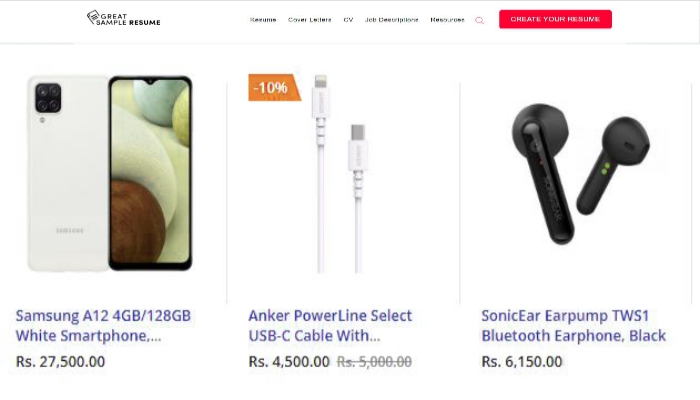 GREAT
SAMPLE RESUME
Resume Cover Letters CV Job Descriptions Resources CREATE YOUR RESUME
-10%
SAMSUNG
Samsung A12 4GB/128GB
White Smartphone,...
Rs. 27,500.00
Anker PowerLine Select
USB-C Cable With...
Rs. 4,500.00 Rs. 5,000.00
SonicEar Earpump TWS1
Bluetooth Earphone, Black
Rs. 6,150.00